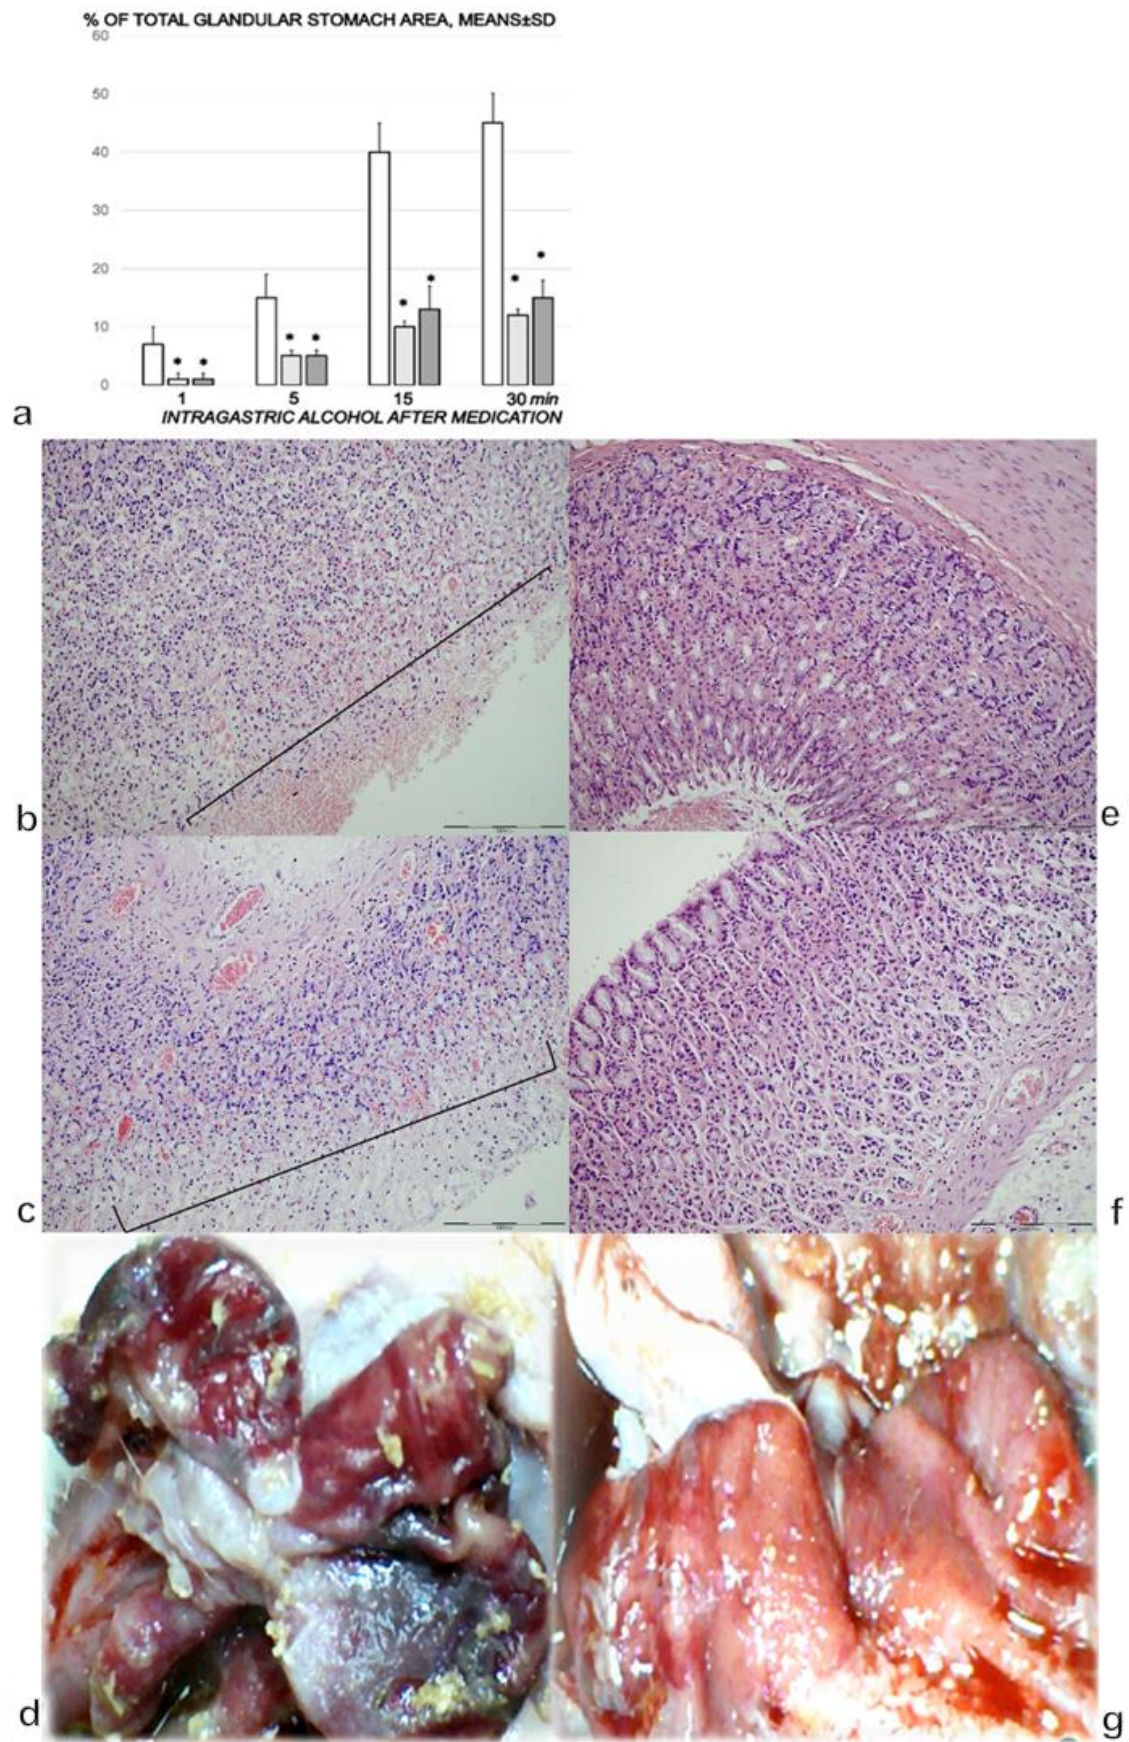 % OF TOTAL GLANDULAR STOMACH AREA, MEANS±SD
60
50
40
30
20
10
0
* * * * * * * *
1 5 15 30 min
INTRAGASTRIC ALCOHOL AFTER MEDICATION
a
b
e
c
f
d
g